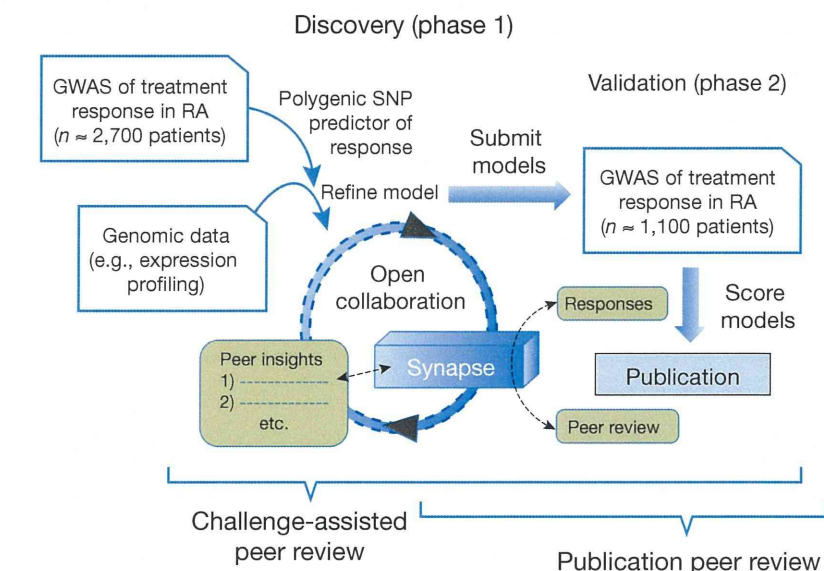 Discovery (phase 1)
GWAS of treatment
response in RA
(n ≈ 2,700 patients)
Polygenic SNP
predictor of
response
Refine model
Genomic data
(e.g., expression
profiling)
Submit
models
Validation (phase 2)
GWAS of treatment
response in RA
(n ≈ 1,100 patients)
Open
collaboration
Peer insights
1)
2)
etc.
Synapse
Responses
Peer review
Score
models
Publication
Challenge-assisted
peer review
Publication peer review